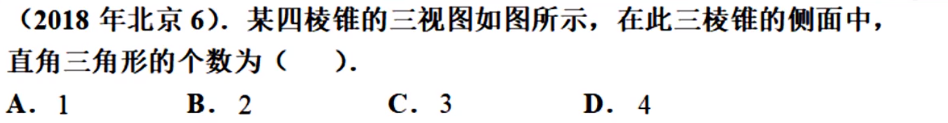 （2018 年北京 6）．某四棱锥的三视图如图所示，在此三棱锥的侧面中，
直角三角形的个数为（　　）．
A． 1　　B． 2　　C． 3　　D． 4